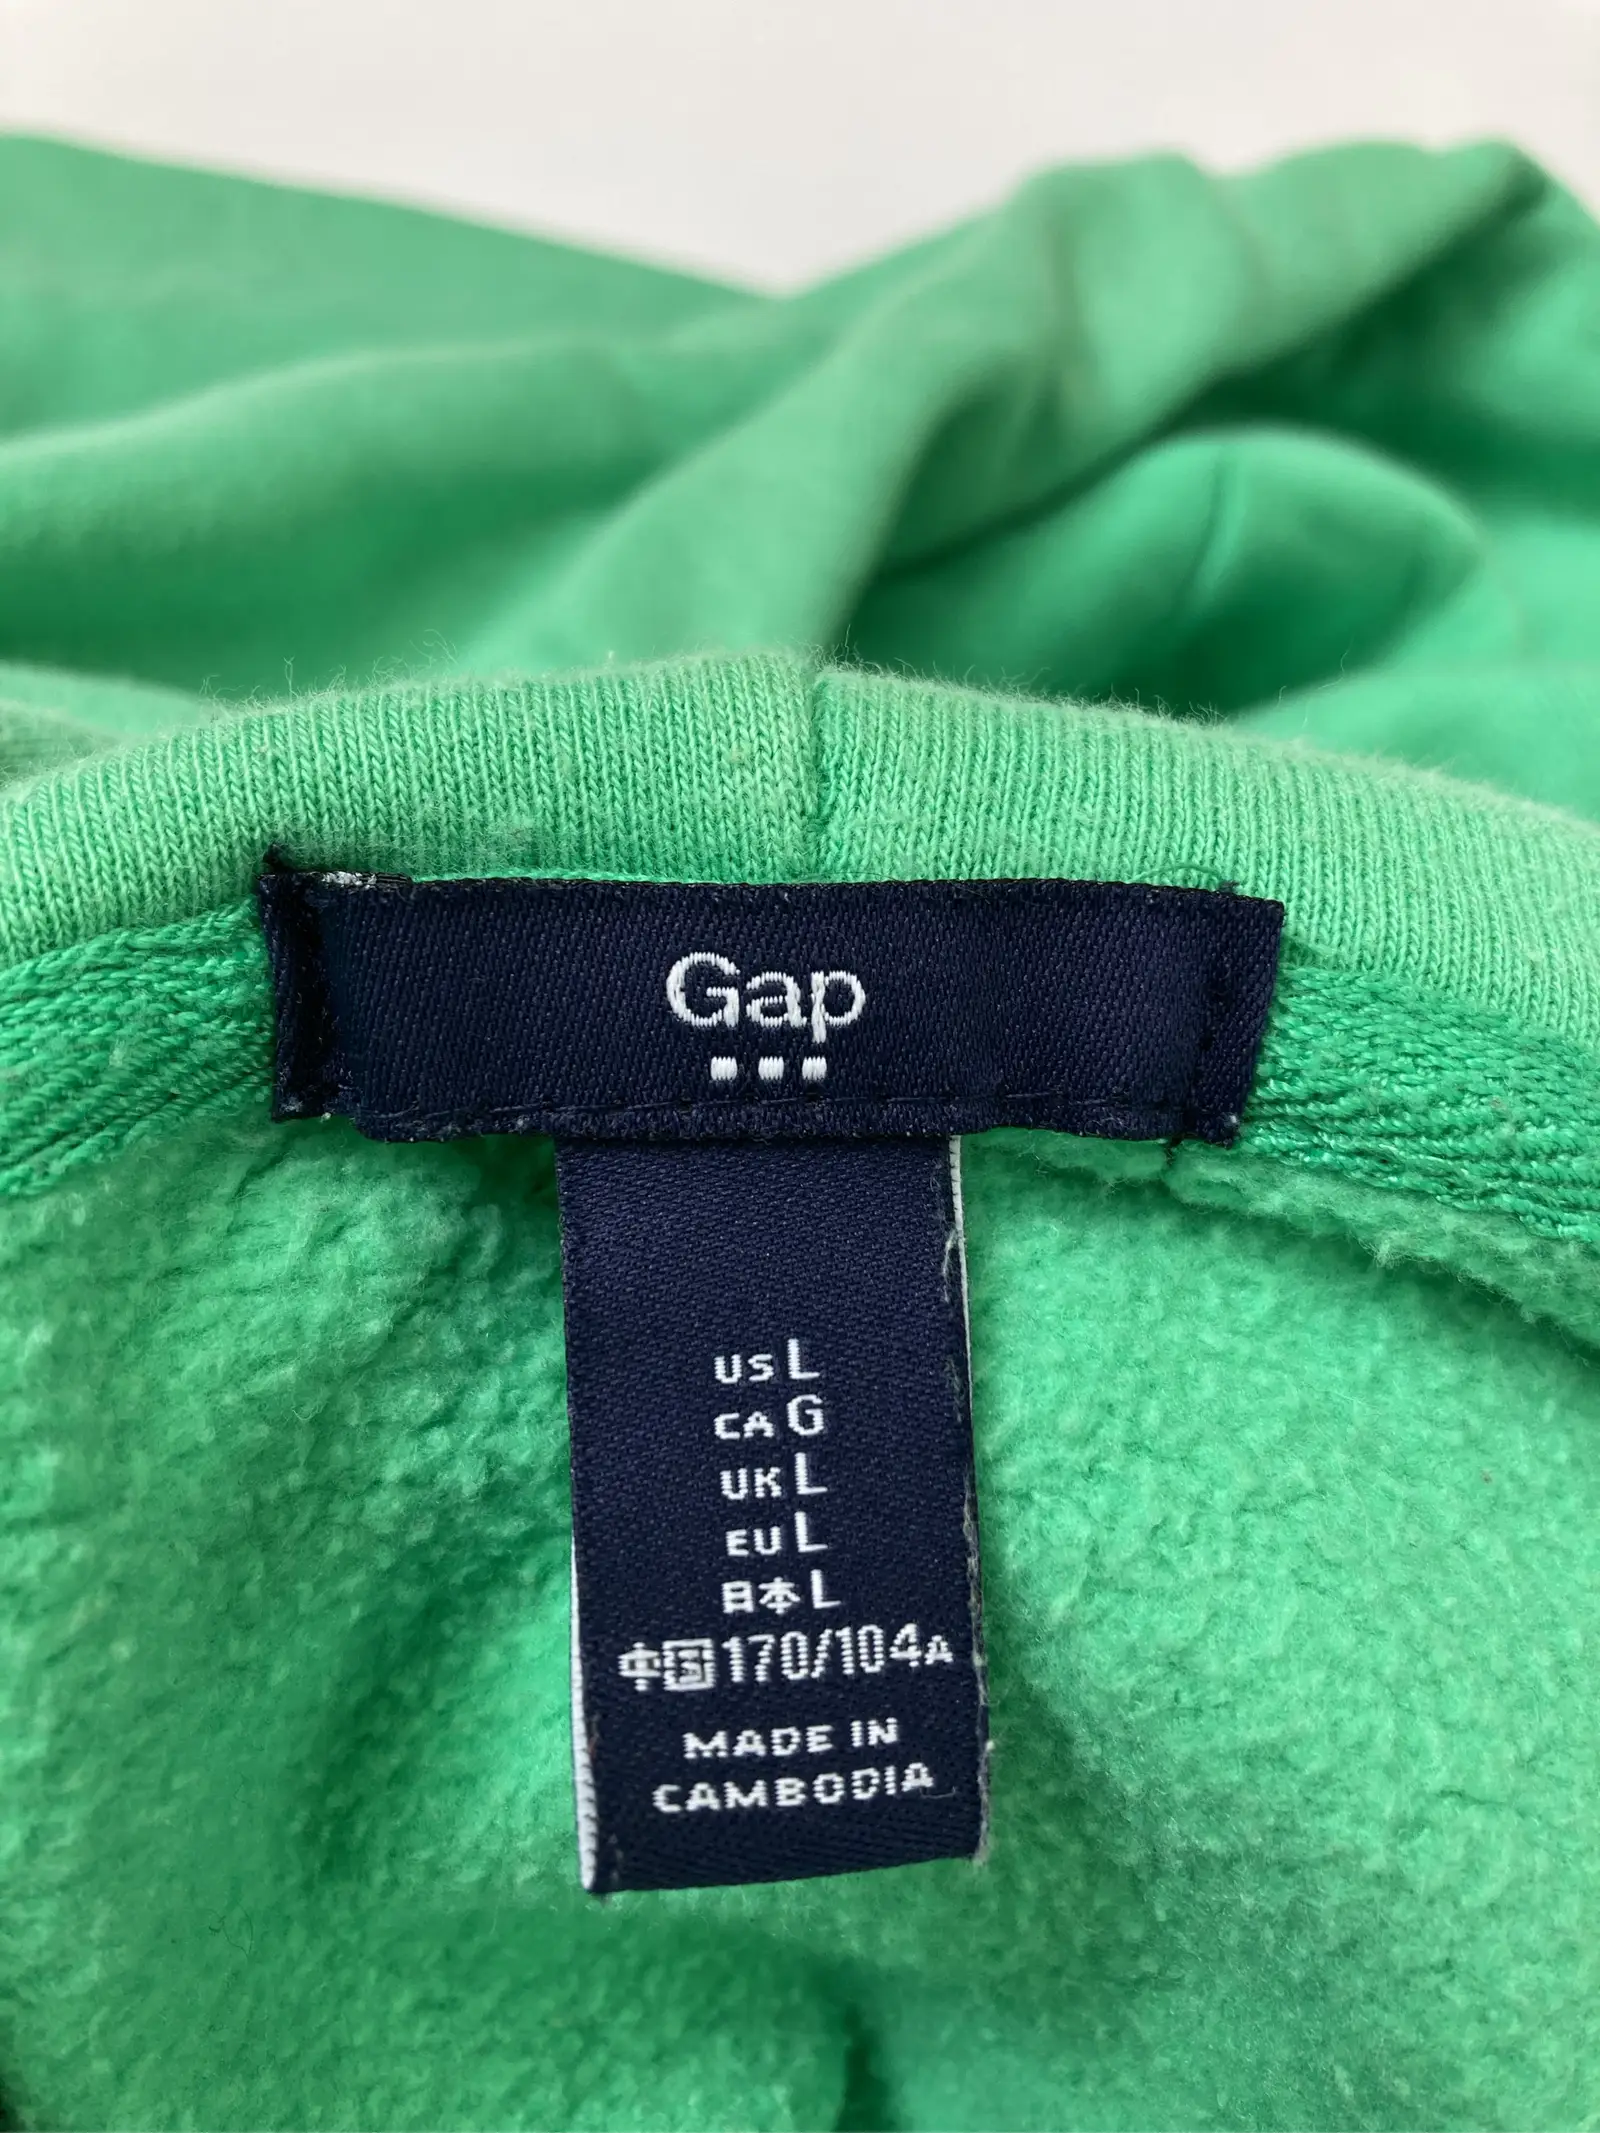 Gap
US L
CA G
UK L
EU L
日本 L
中国 170/104A
MADE IN
CAMBODIA